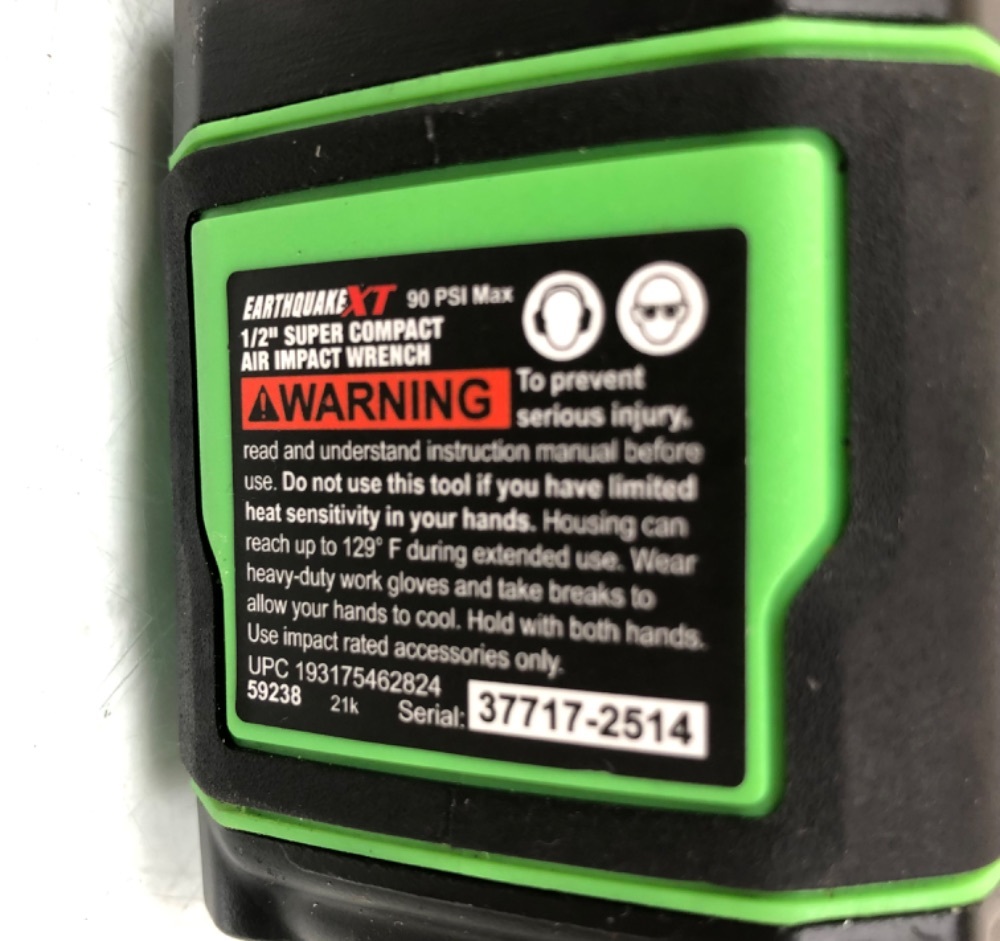 EARTHQUAKE XT 90 PSI Max
1/2" SUPER COMPACT
AIR IMPACT WRENCH
WARNING To prevent
serious injury,
read and understand instruction manual before
use. Do not use this tool if you have limited
heat sensitivity in your hands. Housing can
reach up to 129° F during extended use. Wear
heavy-duty work gloves and take breaks to
allow your hands to cool. Hold with both hands.
Use impact rated accessories only.
UPC 193175462824
59238 21k Serial: 37717-2514